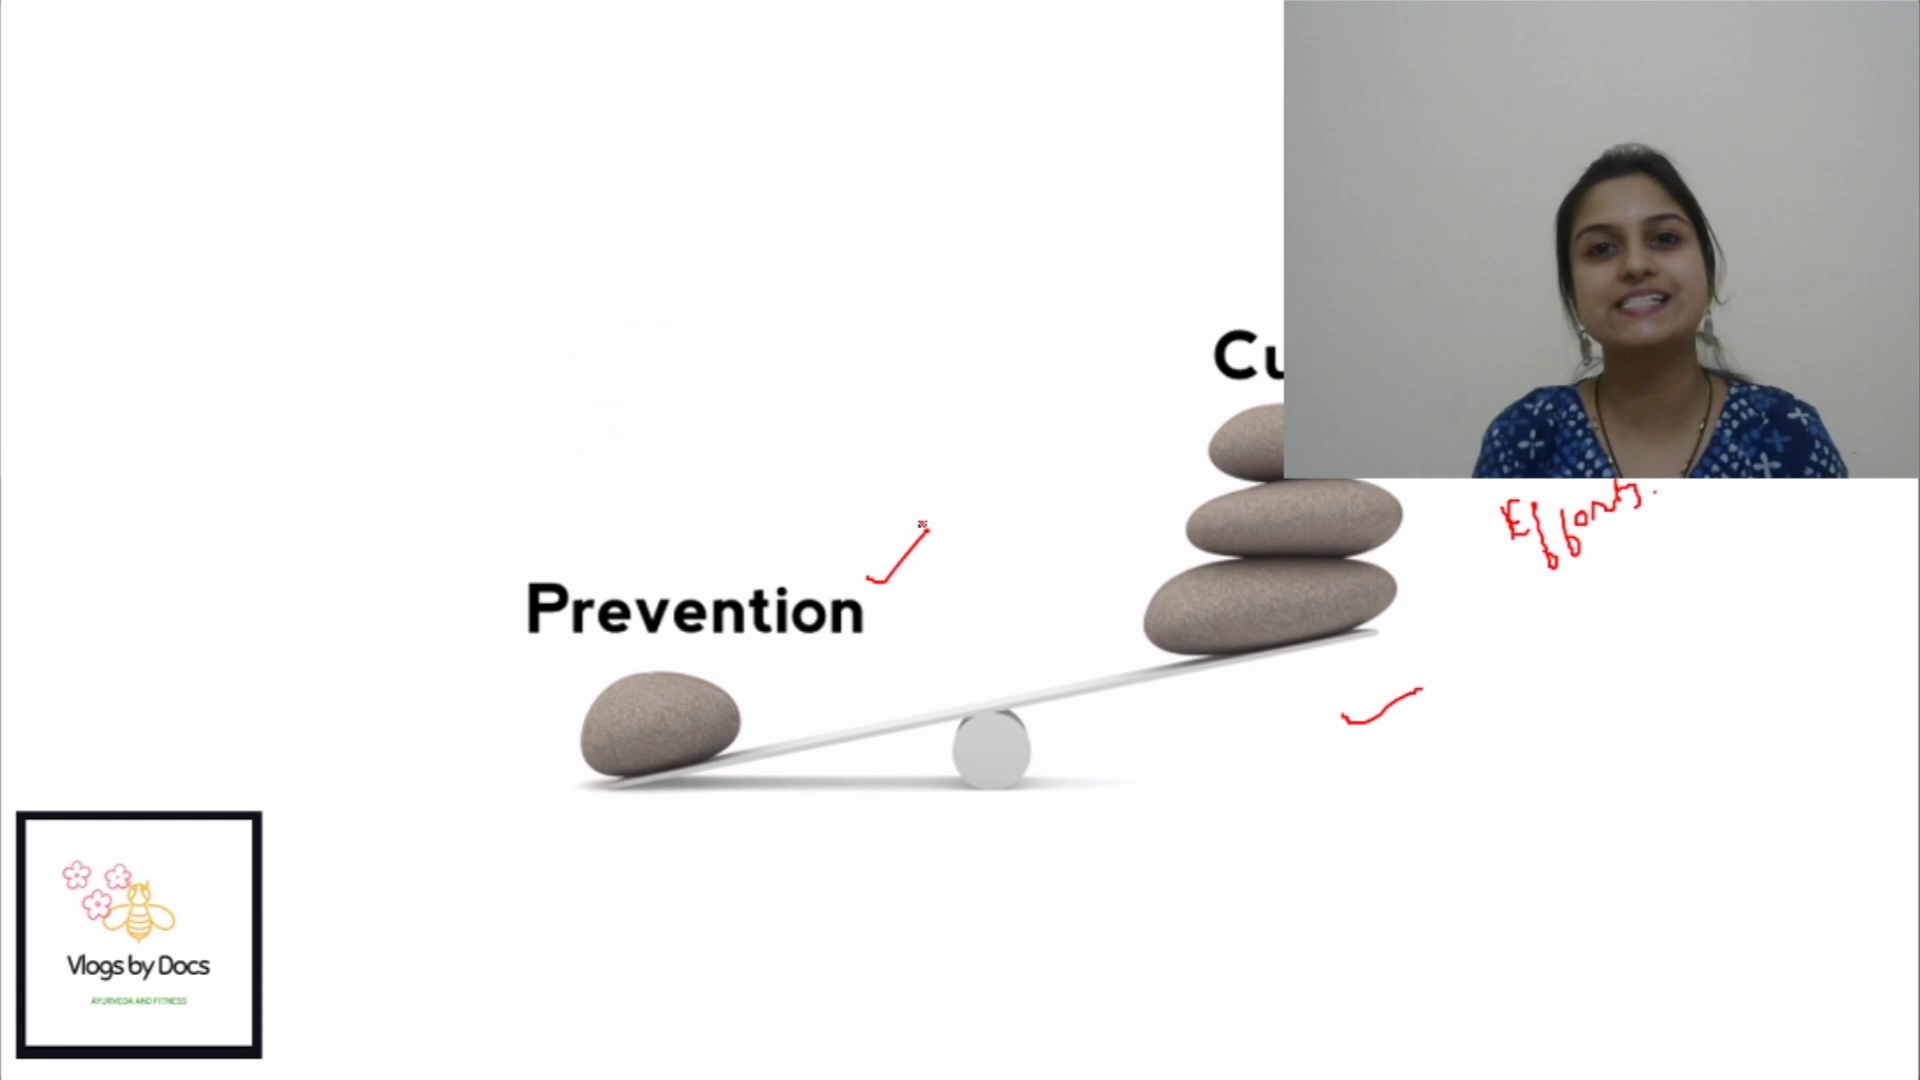 Cu
Efforts.
Prevention
Vlogs by Docs
AYURVEDA AND FITNESS